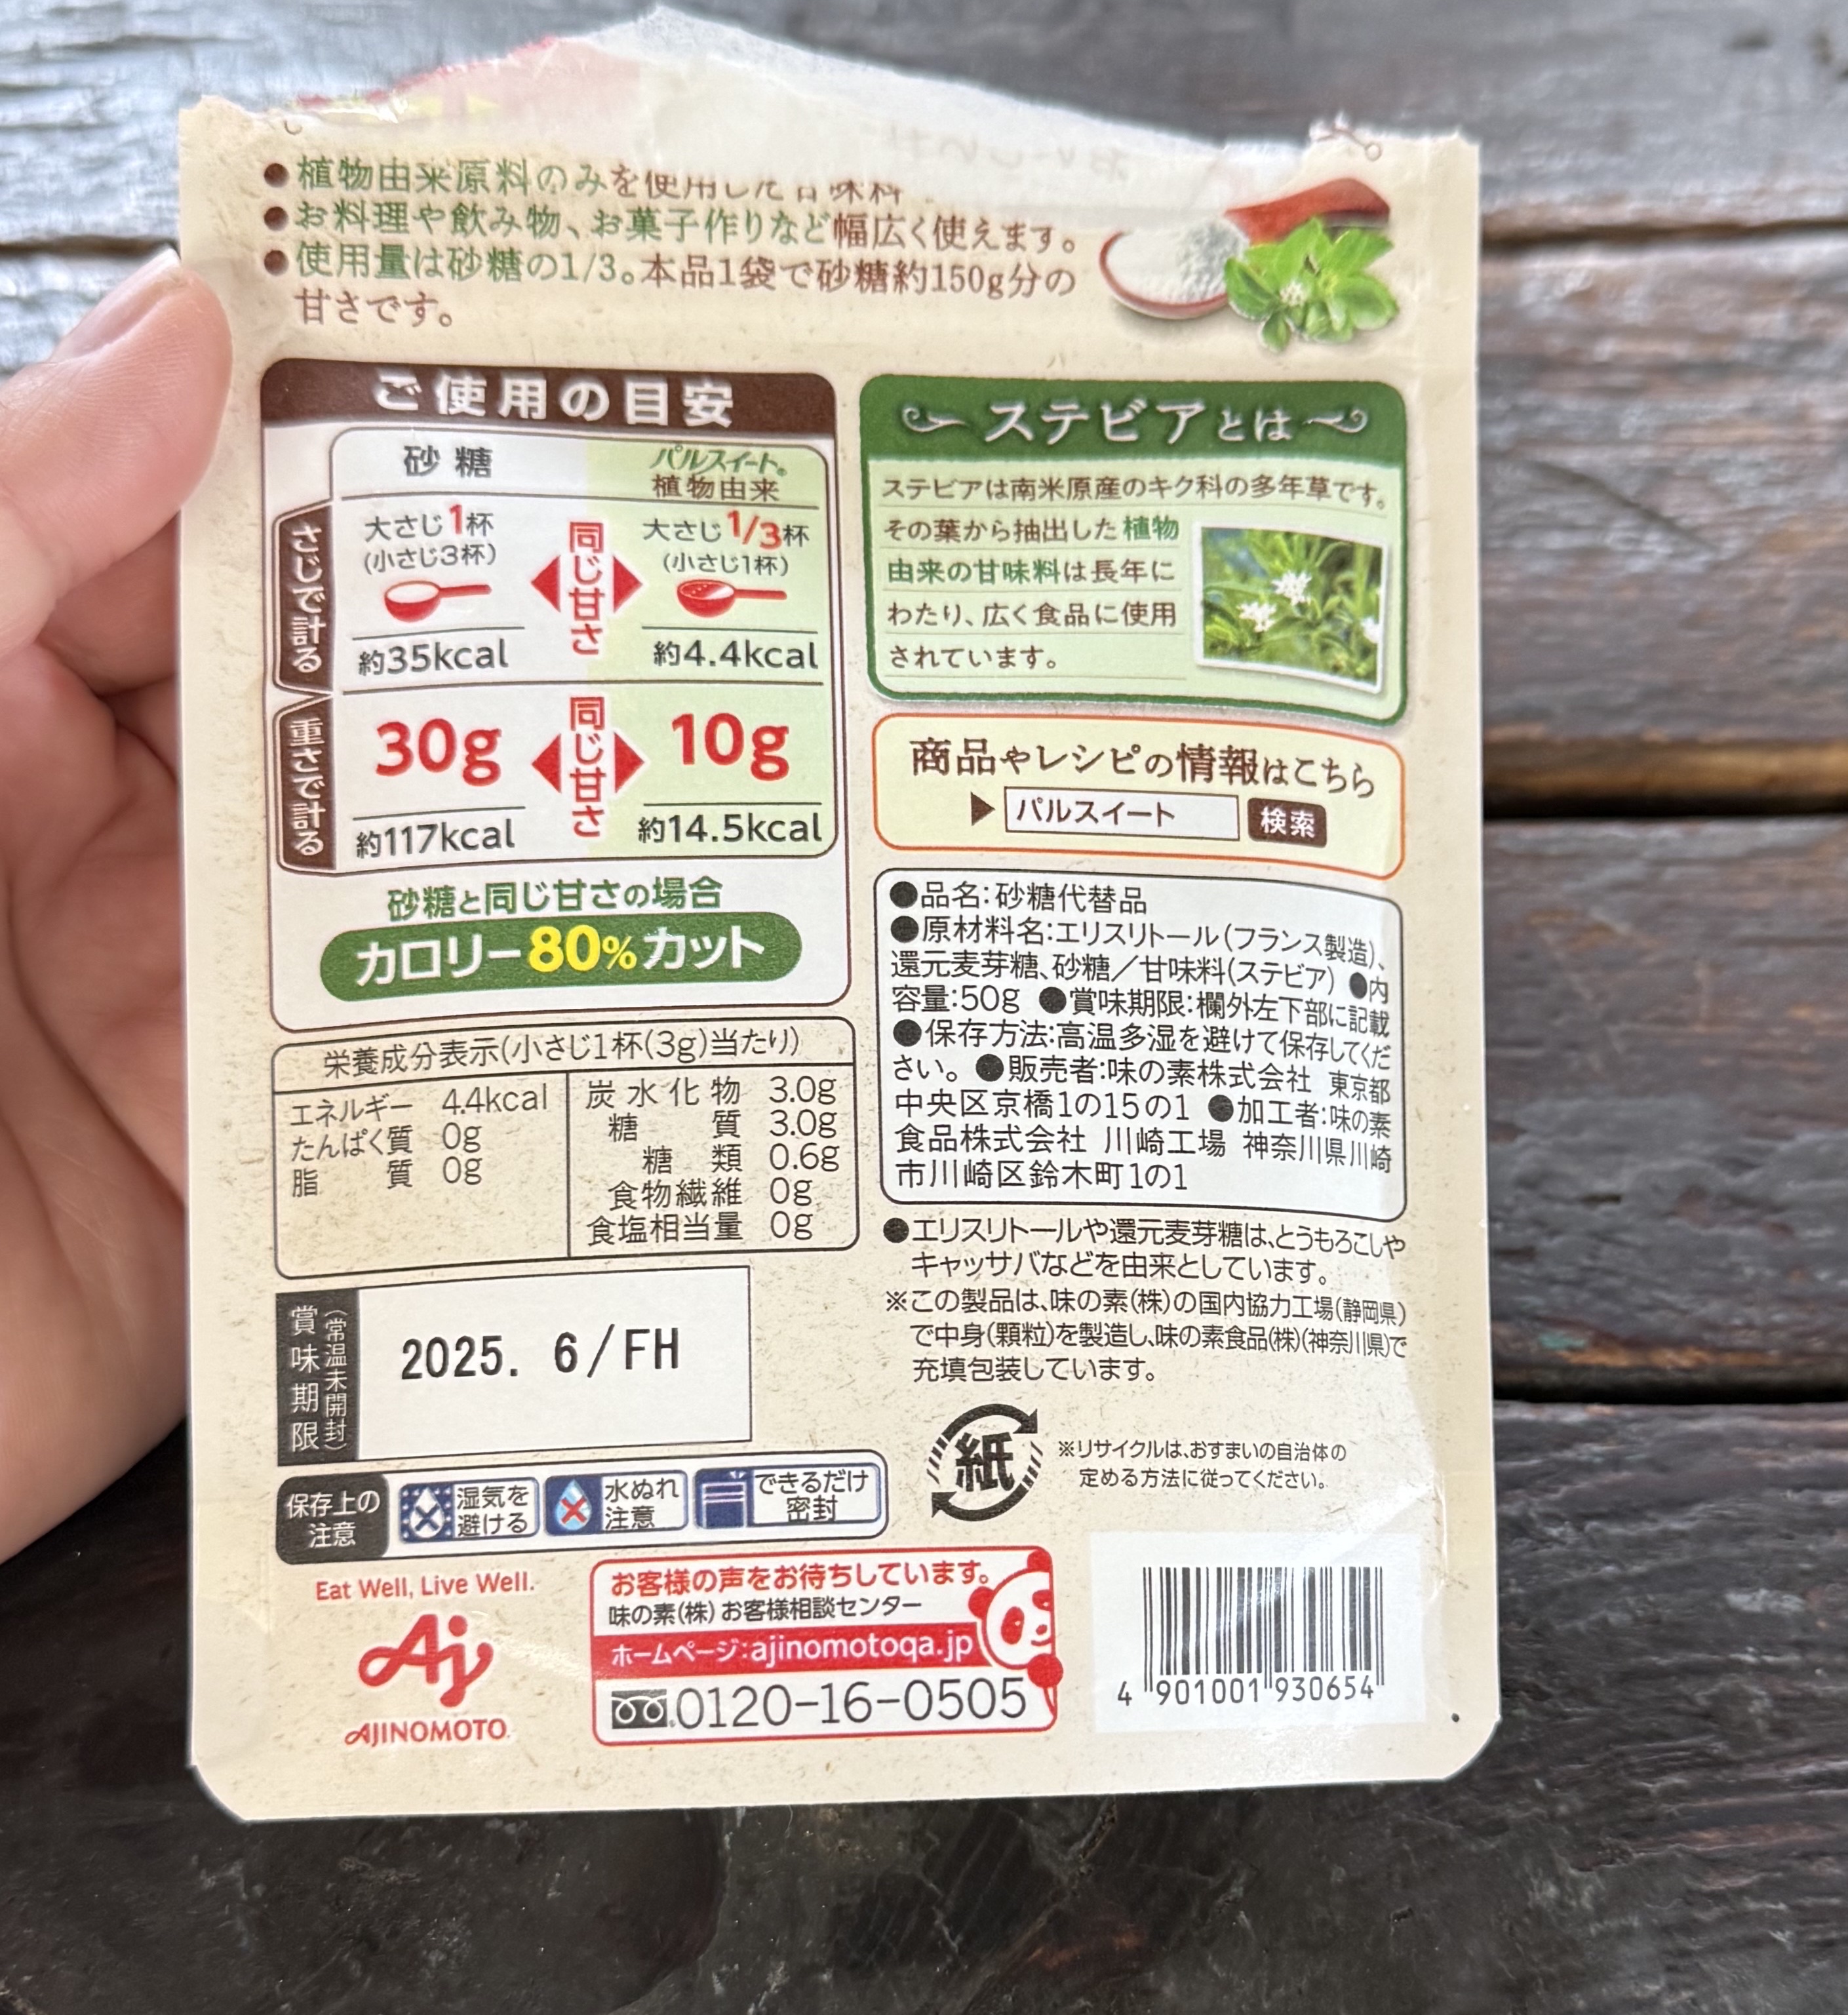 ●植物由来原料のみを使用した甘味料
●お料理や飲み物、お菓子作りなど幅広く使えます。
●使用量は砂糖の1/3。本品1袋で砂糖約150g分の
甘さです。
ご使用の目安
砂糖
パルスイート®
植物由来
さじで計る
大さじ1杯
(小さじ3杯)
約35kcal
同じ甘さ
大さじ1/3杯
(小さじ1杯)
約4.4kcal
重さで計る
30g
約117kcal
同じ甘さ
10g
約14.5kcal
砂糖と同じ甘さの場合
カロリー80%カット
ステビアとは
ステビアは南米原産のキク科の多年草です。
その葉から抽出した植物
由来の甘味料は長年に
わたり、広く食品に使用
されています。
商品やレシピの情報はこちら
パルスイート 検索
●品名:砂糖代替品
●原材料名:エリスリトール(フランス製造)、
還元麦芽糖、砂糖/甘味料(ステビア) ●内
容量:50g ●賞味期限:欄外左下部に記載
●保存方法:高温多湿を避けて保存してくだ
さい。 ●販売者:味の素株式会社 東京都
中央区京橋1の15の1 ●加工者:味の素
食品株式会社 川崎工場 神奈川県川崎
市川崎区鈴木町1の1
栄養成分表示(小さじ1杯(3g)当たり)
エネルギー 4.4kcal
たんぱく質 0g
脂質 0g
炭水化物 3.0g
糖質 3.0g
糖類 0.6g
食物繊維 0g
食塩相当量 0g
●エリスリトールや還元麦芽糖は、とうもろこしや
キャッサバなどを由来としています。
※この製品は、味の素(株)の国内協力工場(静岡県)
で中身(顆粒)を製造し、味の素食品(株)(神奈川県)で
充填包装しています。
賞味期限
(常温未開封)
2025. 6/FH
紙
※リサイクルは、おすまいの自治体の
定める方法に従ってください。
保存上の
注意
湿気を
避ける
水ぬれ
注意
できるだけ
密封
Eat Well, Live Well.
Aj
AJINOMOTO.
お客様の声をお待ちしています。
味の素(株) お客様相談センター
ホームページ:ajinomotoqa.jp
0120-16-0505
4 901001 930654